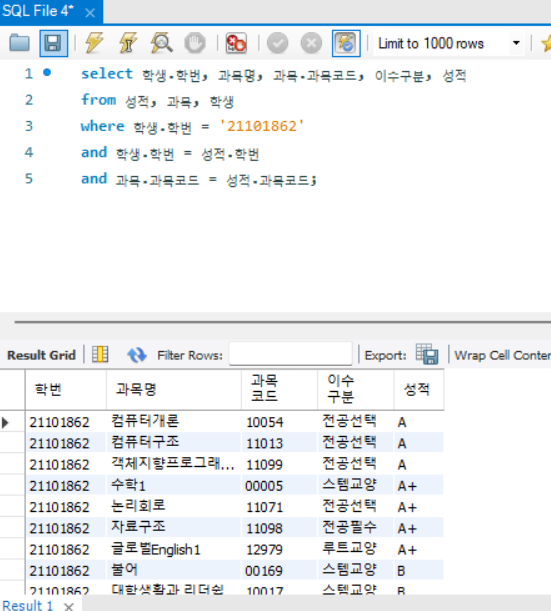 SQL File 4*
Limit to 1000 rows
1 select 학생.학번, 과목명, 과목.과목코드, 이수구분, 성적
2 from 성적, 과목, 학생
3 where 학생.학번 = '21101862'
4 and 학생.학번 = 성적.학번
5 and 과목.과목코드 = 성적.과목코드;
Result Grid Filter Rows: Export: Wrap Cell Conter
학번 과목명 과목 코드 이수 구분 성적
21101862 컴퓨터개론 10054 전공선택 A
21101862 컴퓨터구조 11013 전공선택 A
21101862 객체지향프로그래... 11099 전공선택 A
21101862 수학1 00005 스템교양 A+
21101862 논리회로 11071 전공선택 A+
21101862 자료구조 11098 전공필수 A+
21101862 글로벌English1 12979 루트교양 A+
21101862 불어 00169 스템교양 B
21101862 대학생활과 리더쉽 10017 스템교양 B
Result 1